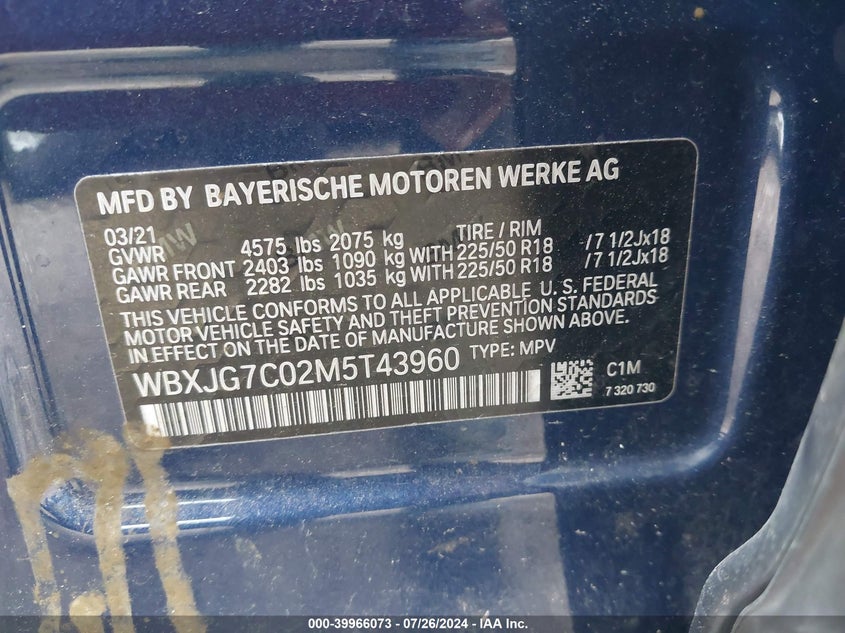 MFD BY BAYERISCHE MOTOREN WERKE AG
03/21 TIRE / RIM
GVWR 4575 lbs 2075 kg
GAWR FRONT 2403 lbs 1090 kg WITH 225/50 R18 /7 1/2Jx18
GAWR REAR 2282 lbs 1035 kg WITH 225/50 R18 /7 1/2Jx18
THIS VEHICLE CONFORMS TO ALL APPLICABLE U. S. FEDERAL
MOTOR VEHICLE SAFETY AND THEFT PREVENTION STANDARDS
IN EFFECT ON THE DATE OF MANUFACTURE SHOWN ABOVE.
WBXJG7C02M5T43960 TYPE: MPV
C1M
7 320 730
000-39966073 - 07/26/2024 - IAA Inc.